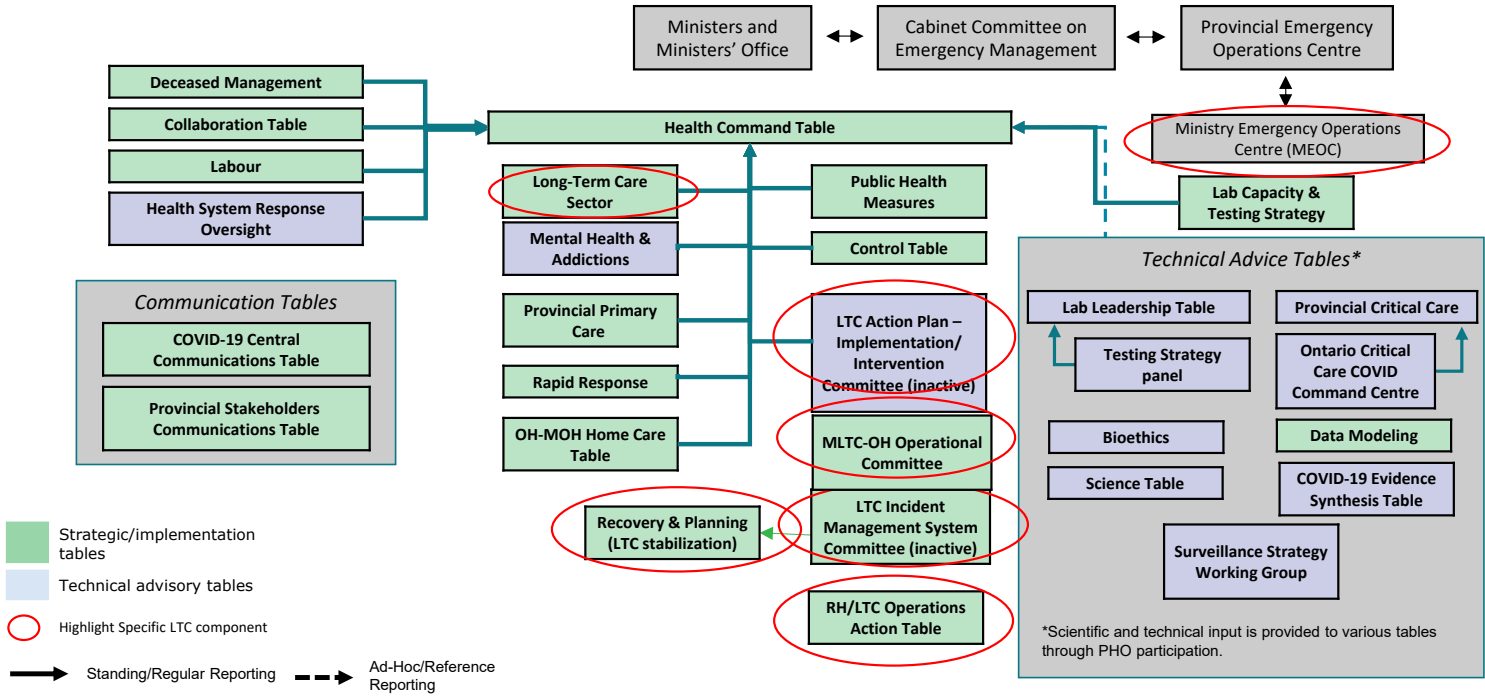 Ministers and
Ministers' Office
Cabinet Committee on
Emergency Management
Provincial Emergency
Operations Centre
Deceased Management
Collaboration Table
Labour
Health System Response
Oversight
Health Command Table
Ministry Emergency Operations
Centre (MEOC)
Lab Capacity &
Testing Strategy
Long-Term Care
Sector
Public Health
Measures
Mental Health &
Addictions
Control Table
Provincial Primary
Care
LTC Action Plan –
Implementation/
Intervention
Committee (inactive)
Rapid Response
OH-MOH Home Care
Table
MLTC-OH Operational
Committee
Recovery & Planning
(LTC stabilization)
LTC Incident
Management System
Committee (inactive)
RH/LTC Operations
Action Table
Communication Tables
COVID-19 Central
Communications Table
Provincial Stakeholders
Communications Table
Technical Advice Tables*
Lab Leadership Table
Provincial Critical Care
Testing Strategy
panel
Ontario Critical
Care COVID
Command Centre
Bioethics
Data Modeling
Science Table
COVID-19 Evidence
Synthesis Table
Surveillance Strategy
Working Group
*Scientific and technical input is provided to various tables
through PHO participation.
Strategic/implementation
tables
Technical advisory tables
Highlight Specific LTC component
Standing/Regular Reporting
Ad-Hoc/Reference
Reporting